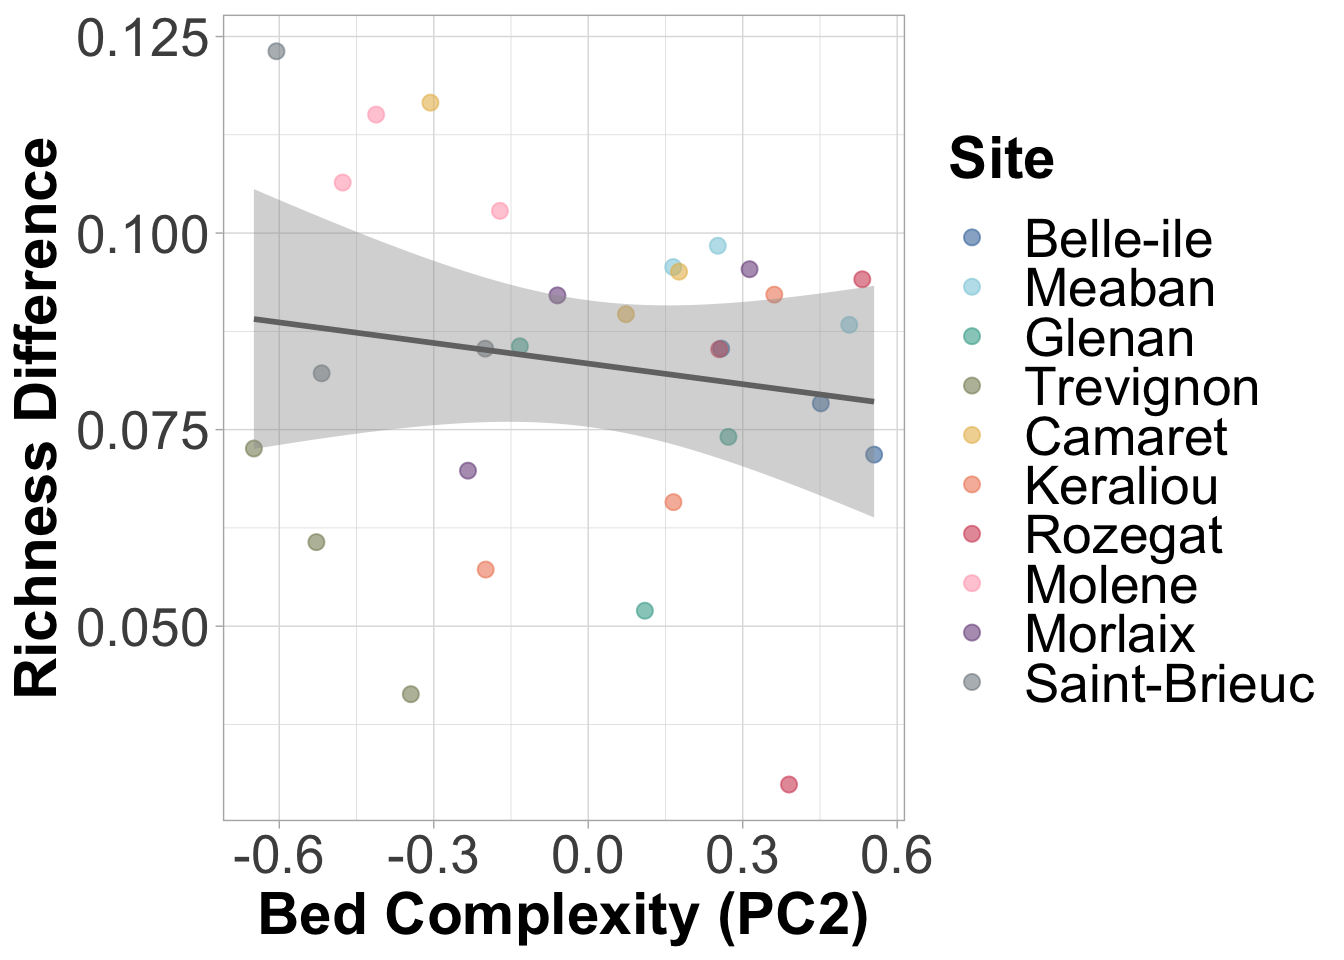 Richness Difference
0.125
0.100
0.075
0.050
-0.6 -0.3 0.0 0.3 0.6
Bed Complexity (PC2)
Site
Belle-ile
Meaban
Glenan
Trevignon
Camaret
Keraliou
Rozegat
Molene
Morlaix
Saint-Brieuc